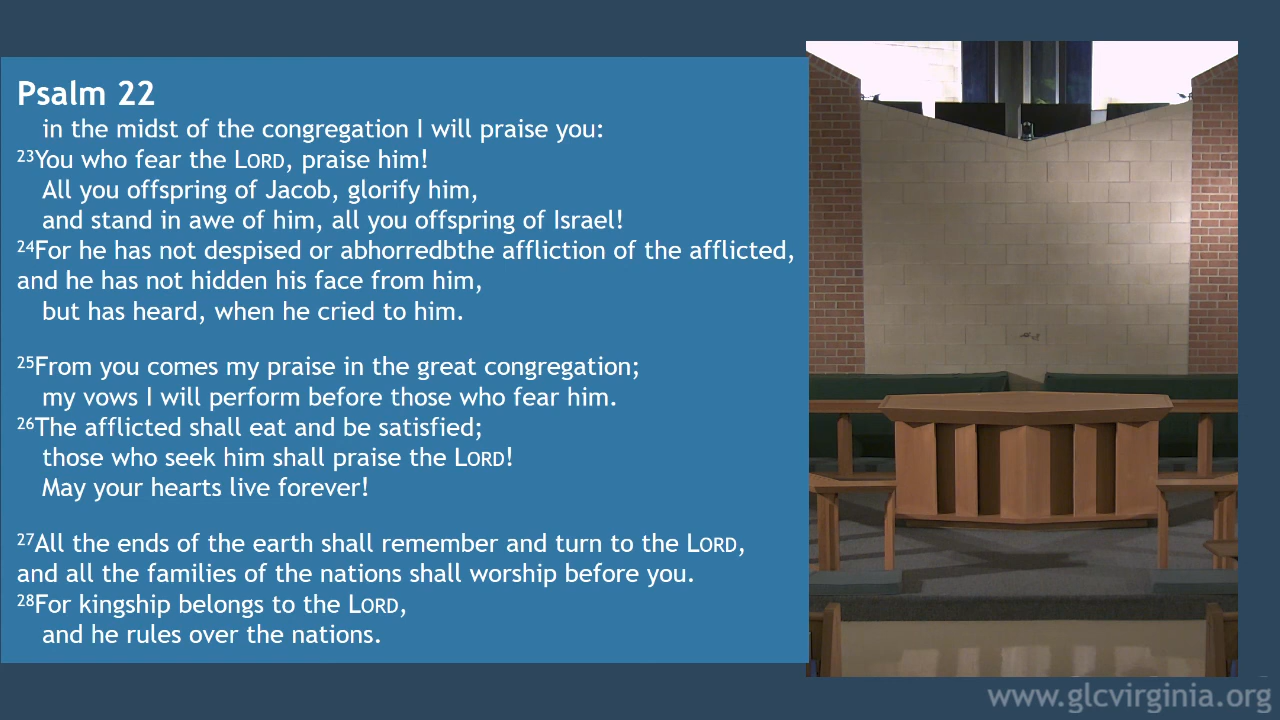 Psalm 22
in the midst of the congregation I will praise you:
23You who fear the LORD, praise him!
All you offspring of Jacob, glorify him,
and stand in awe of him, all you offspring of Israel!
24For he has not despised or abhorredbthe affliction of the afflicted,
and he has not hidden his face from him,
but has heard, when he cried to him.
25From you comes my praise in the great congregation;
my vows I will perform before those who fear him.
26The afflicted shall eat and be satisfied;
those who seek him shall praise the LORD!
May your hearts live forever!
27All the ends of the earth shall remember and turn to the LORD,
and all the families of the nations shall worship before you.
28For kingship belongs to the LORD,
and he rules over the nations.
www.glcvirginia.org